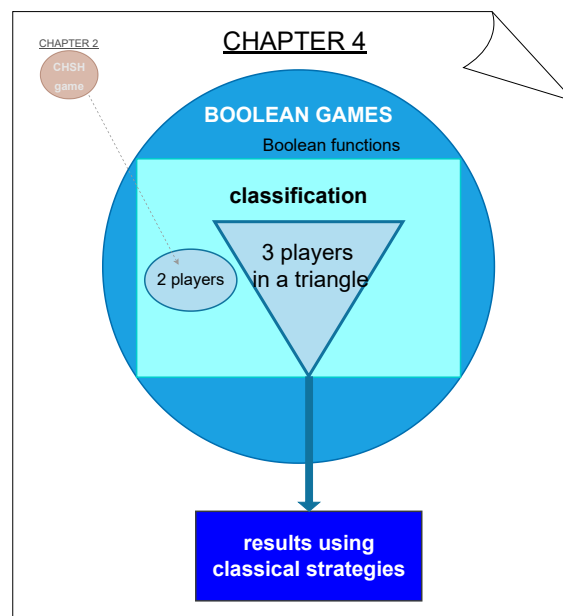 CHAPTER 4
CHAPTER 2
CHSH
game
BOOLEAN GAMES
Boolean functions
classification
3 players
in a triangle
2 players
results using
classical strategies